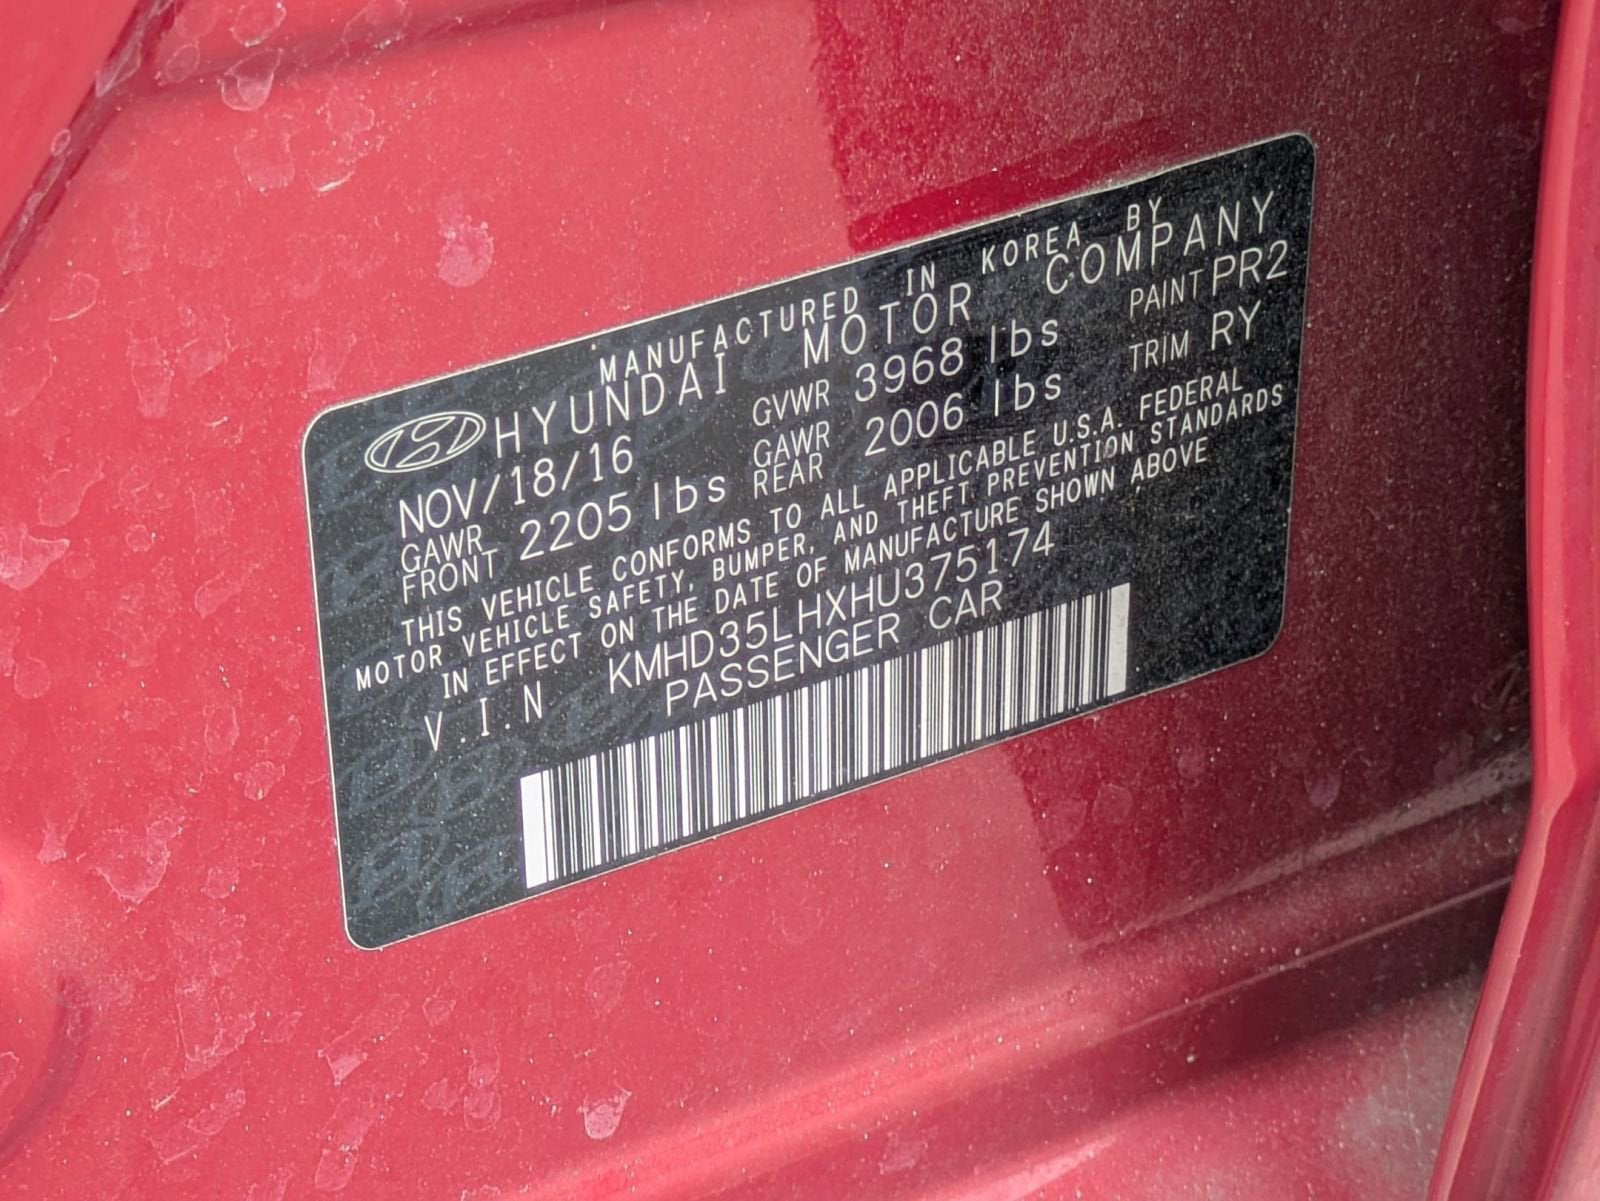 MANUFACTURED IN KOREA BY
HYUNDAI MOTOR COMPANY
NOV/18/16 GVWR 3968 lbs PAINT PR2
GAWR FRONT 2205 lbs GAWR REAR 2006 lbs TRIM RY
THIS VEHICLE CONFORMS TO ALL APPLICABLE U.S.A. FEDERAL
MOTOR VEHICLE SAFETY, BUMPER, AND THEFT PREVENTION STANDARDS
IN EFFECT ON THE DATE OF MANUFACTURE SHOWN ABOVE
V.I.N KMHD35LHXHU375174
PASSENGER CAR